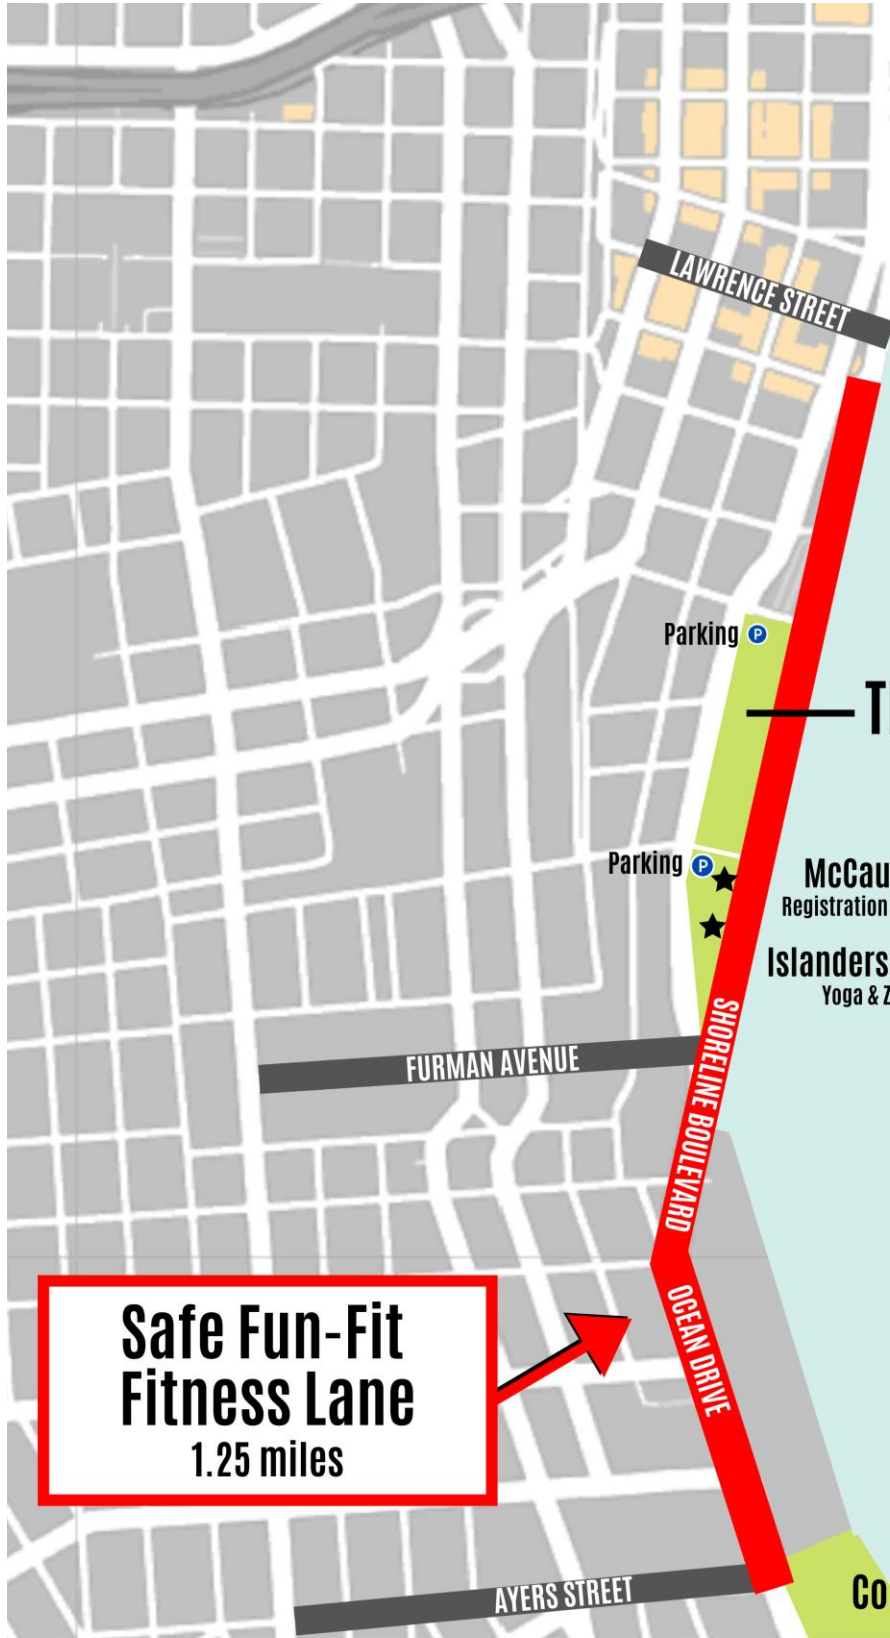 LAWRENCE STREET
Parking P
T
Parking P
McCau
Registration
Islanders
Yoga & Z
SHORELINE BOULEVARD
FURMAN AVENUE
OCEAN DRIVE
Safe Fun-Fit
Fitness Lane
1.25 miles
AYERS STREET
Co